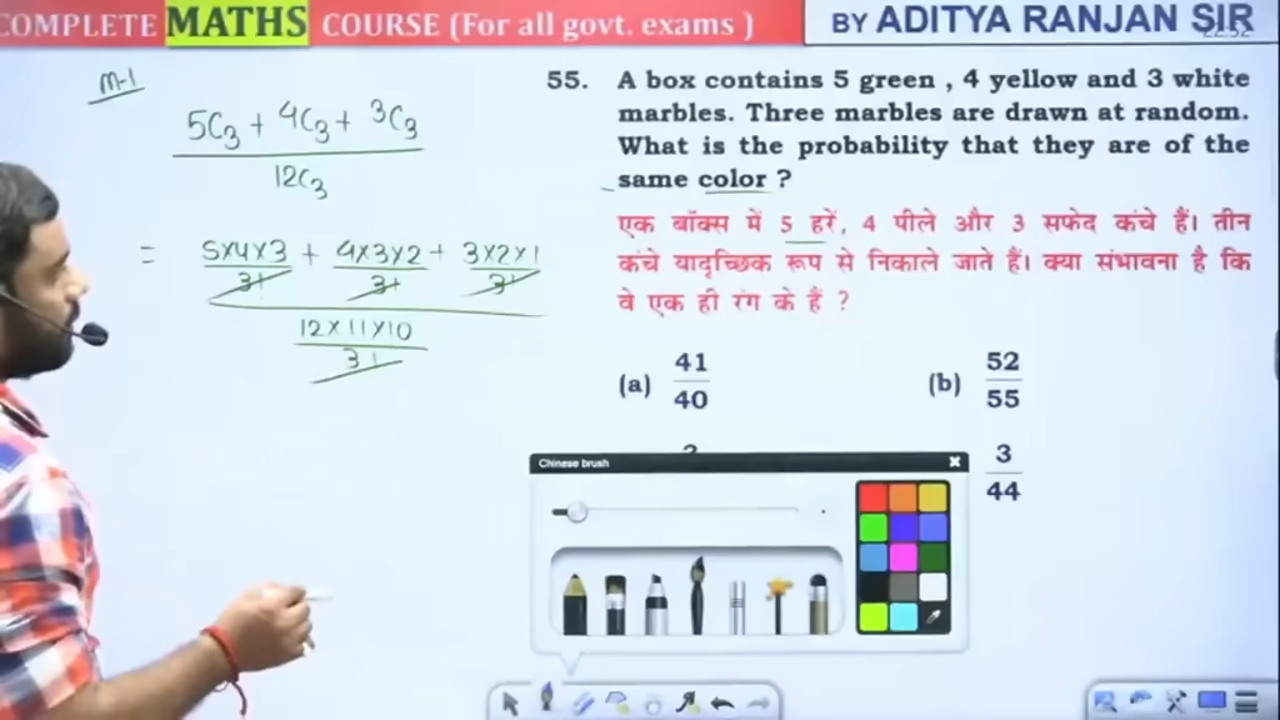 COMPLETE MATHS COURSE (For all govt. exams )
BY ADITYA RANJAN SIR
M-1
5C3 + 4C3 + 3C3
12C3
= 5×4×3 + 4×3×2 + 3×2×1
3! 3! 3!
12×11×10
3!
55. A box contains 5 green , 4 yellow and 3 white
marbles. Three marbles are drawn at random.
What is the probability that they are of the
same color ?
एक बॉक्स में 5 हरें, 4 पीले और 3 सफेद कंचे हैं। तीन
कंचे यादृच्छिक रूप से निकाले जाते हैं। क्या संभावना है कि
वे एक ही रंग के हैं ?
(a) 41/40
(b) 52/55
3/44
Chinese brush